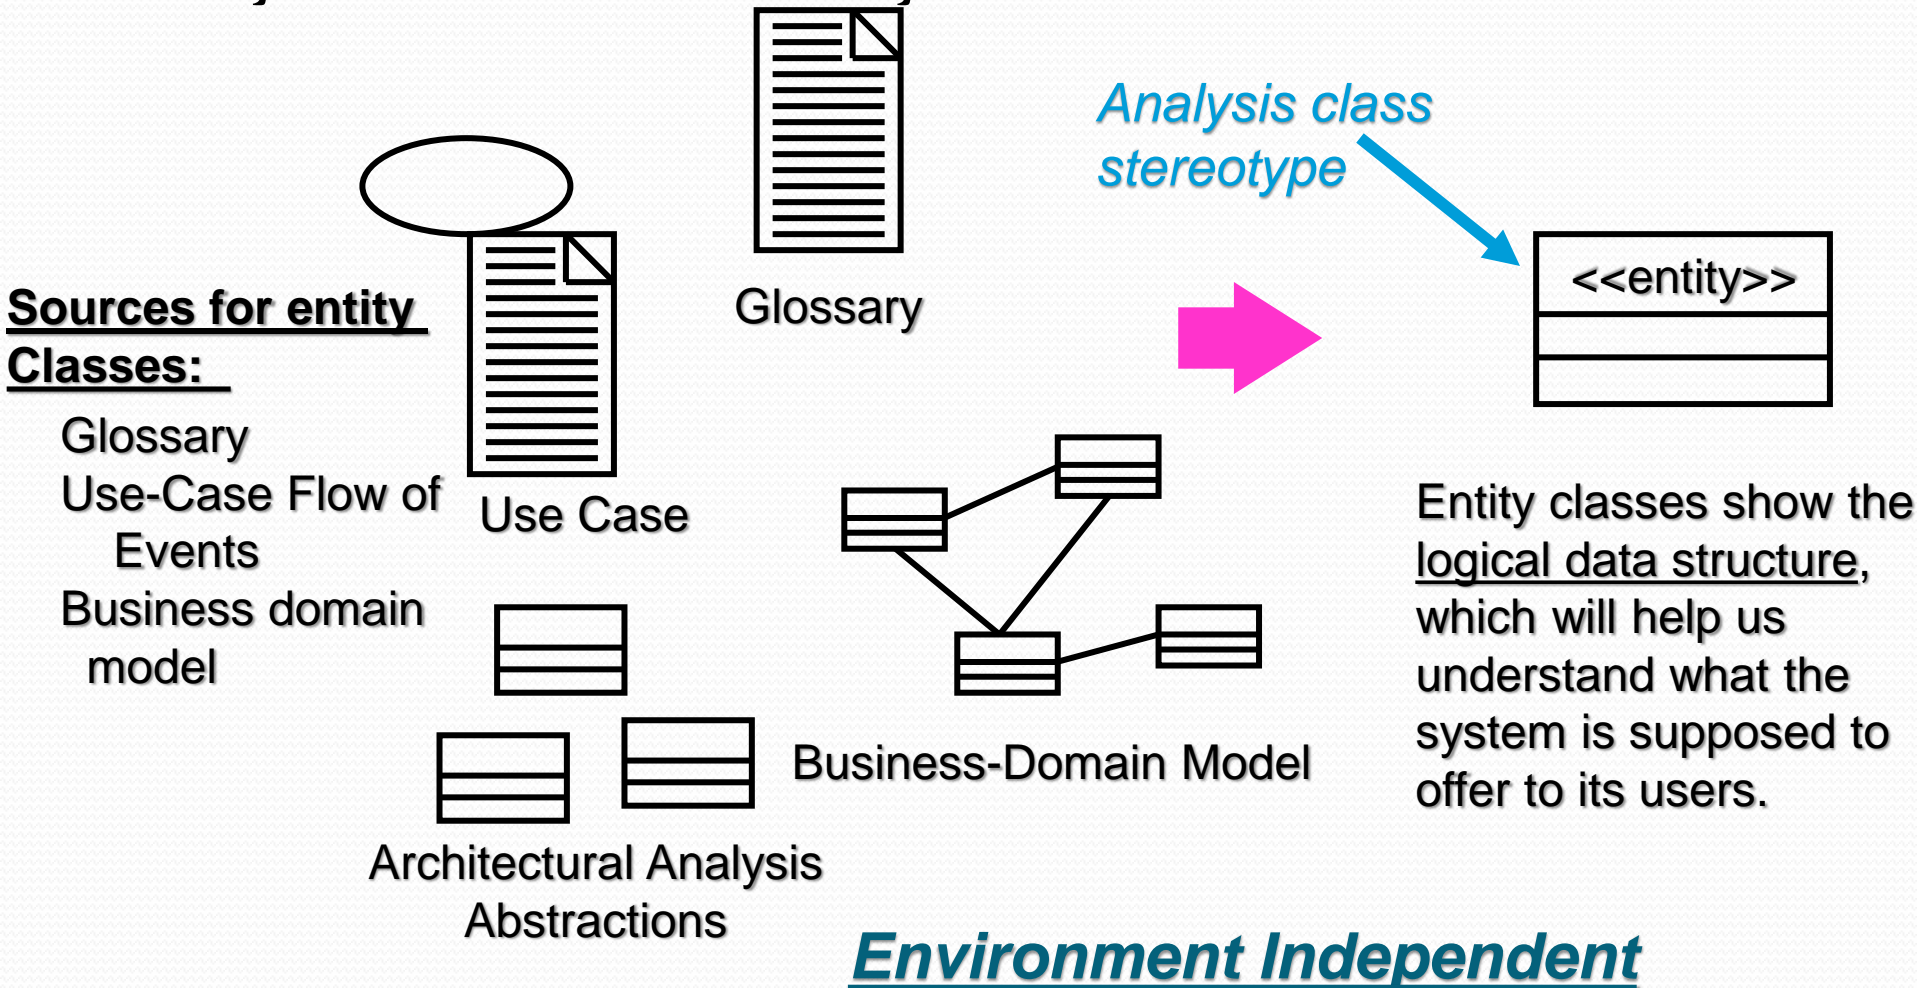 Sources for entity
Classes:
Glossary
Use-Case Flow of
Events
Business domain
model
Use Case
Glossary
Analysis class
stereotype
<<entity>>
Architectural Analysis
Abstractions
Business-Domain Model
Entity classes show the
logical data structure,
which will help us
understand what the
system is supposed to
offer to its users.
Environment Independent